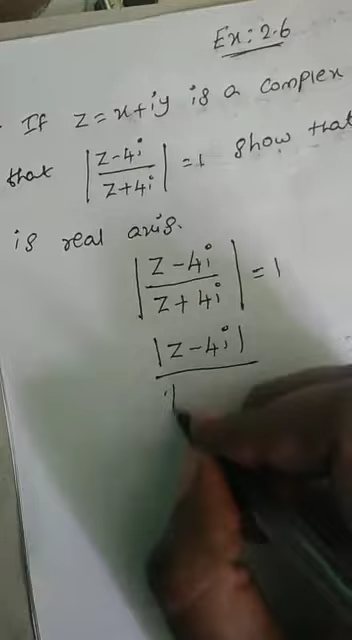 Ex: 2.6
If z = x+iy is a complex
that |z-4i / z+4i| = 1 show that
is real axis.
|z-4i / z+4i| = 1
|z-4i|